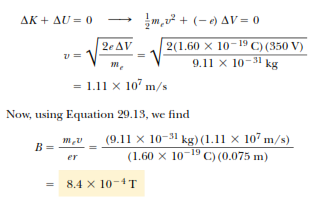 ΔK + ΔU = 0 ⟶ ½mₑv² + (− e) ΔV = 0
v = √(2e ΔV / mₑ) = √(2(1.60 × 10⁻¹⁹ C)(350 V) / 9.11 × 10⁻³¹ kg)
= 1.11 × 10⁷ m/s
Now, using Equation 29.13, we find
B = mₑv / er = (9.11 × 10⁻³¹ kg)(1.11 × 10⁷ m/s) / (1.60 × 10⁻¹⁹ C)(0.075 m)
= 8.4 × 10⁻⁴ T